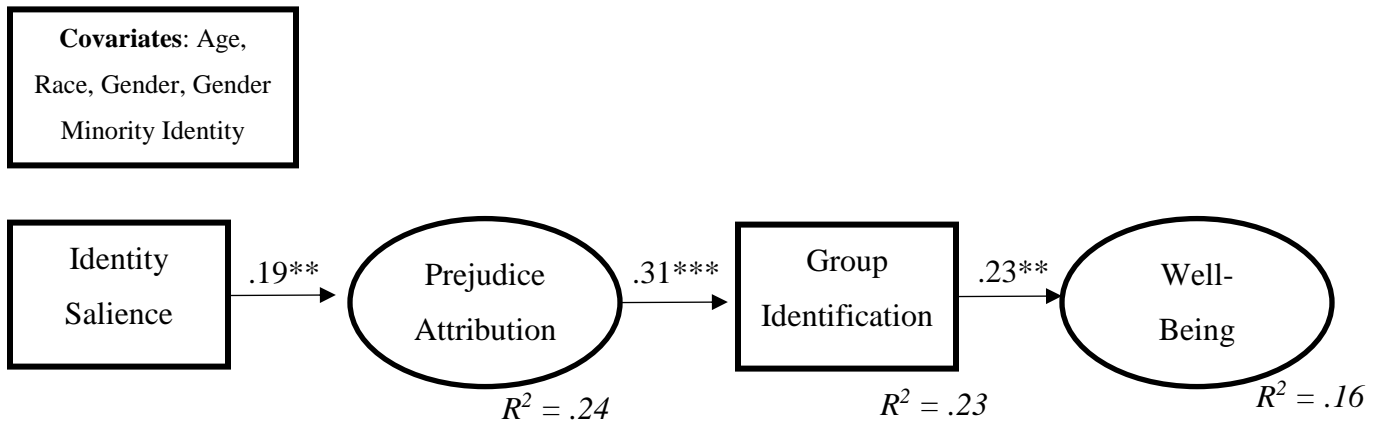 Covariates: Age,
Race, Gender, Gender
Minority Identity
Identity
Salience
.19**
Prejudice
Attribution
R² = .24
.31***
Group
Identification
R² = .23
.23**
Well-
Being
R² = .16